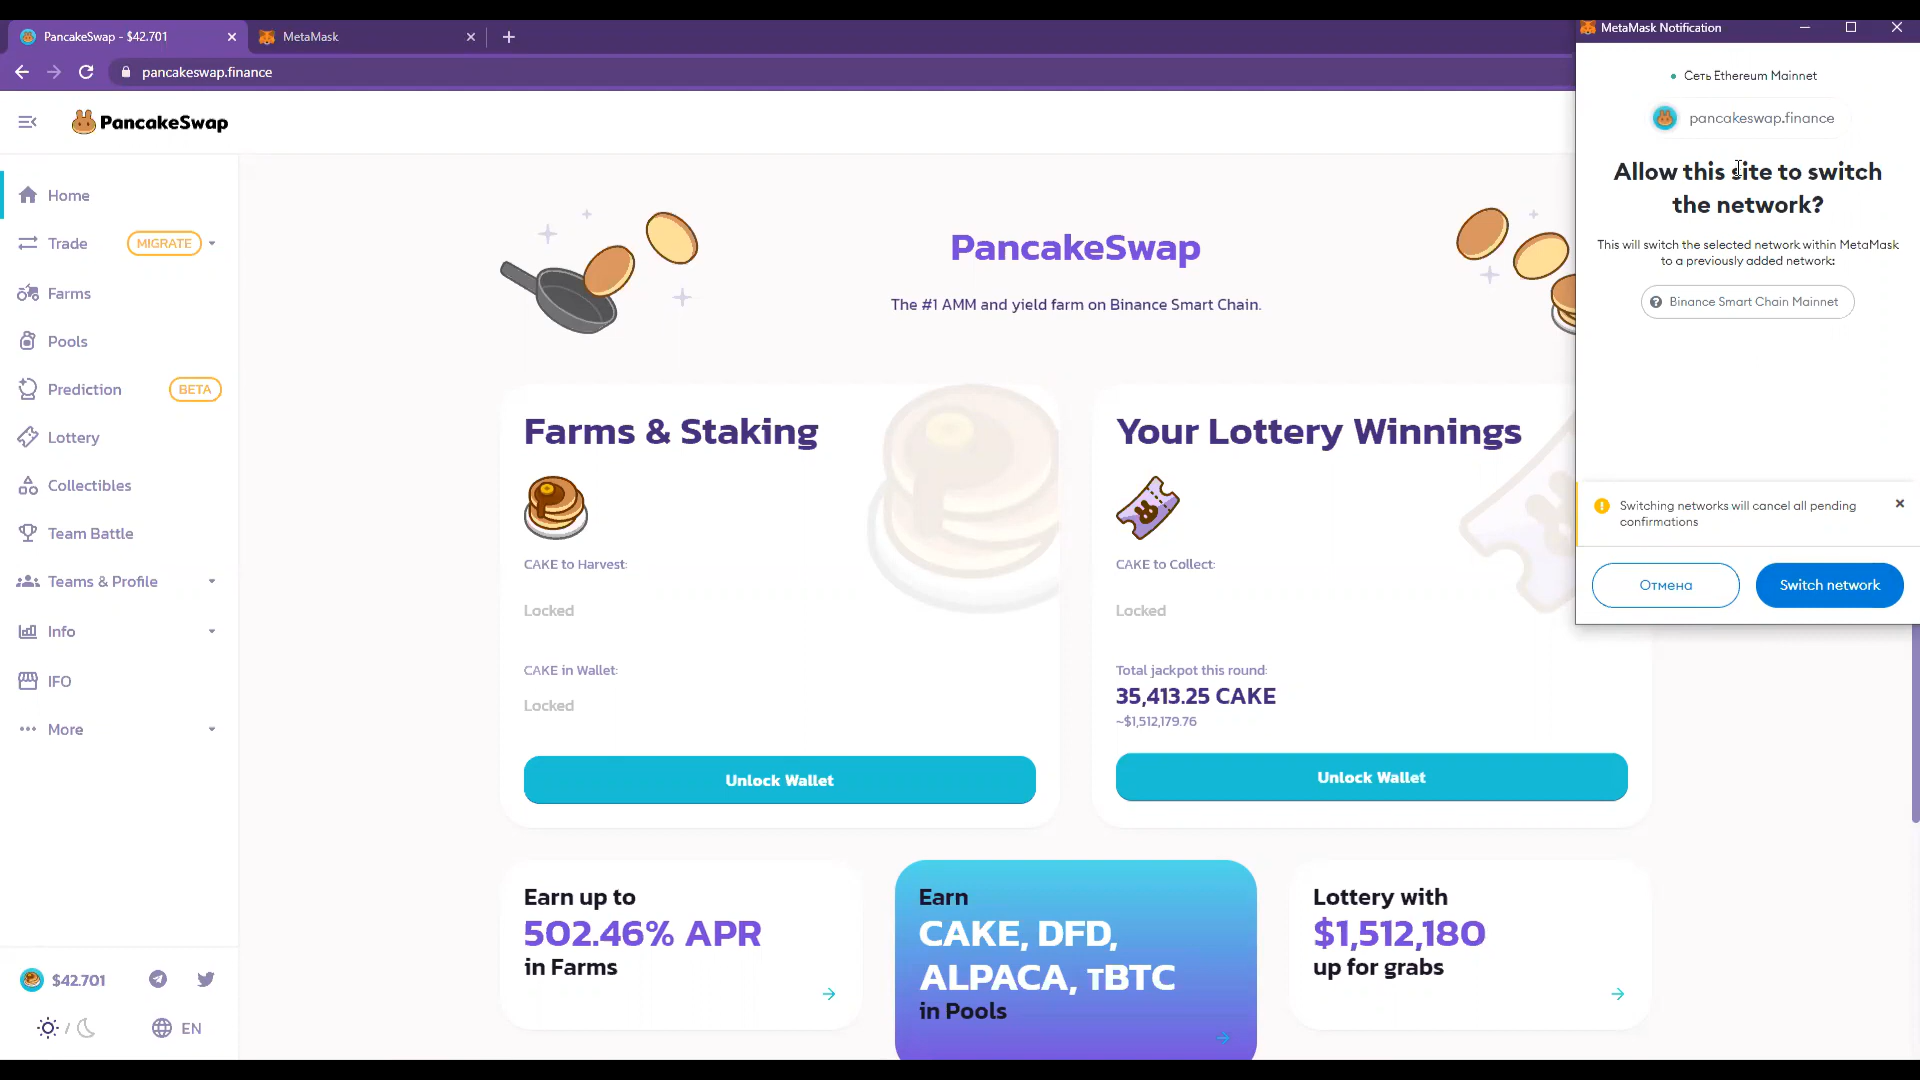 PancakeSwap - $42.701
MetaMask
pancakeswap.finance
PancakeSwap
Home
Trade
MIGRATE
Farms
Pools
Prediction
BETA
Lottery
Collectibles
Team Battle
Teams & Profile
Info
IFO
More
$42.701
EN
PancakeSwap
The #1 AMM and yield farm on Binance Smart Chain.
Farms & Staking
CAKE to Harvest:
Locked
CAKE in Wallet:
Locked
Unlock Wallet
Your Lottery Winnings
CAKE to Collect:
Locked
Total jackpot this round:
35,413.25 CAKE
~$1,512,179.76
Unlock Wallet
Earn up to
502.46% APR
in Farms
Earn
CAKE, DFD,
ALPACA, τBTC
in Pools
Lottery with
$1,512,180
up for grabs
MetaMask Notification
Сеть Ethereum Mainnet
pancakeswap.finance
Allow this site to switch
the network?
This will switch the selected network within MetaMask
to a previously added network:
Binance Smart Chain Mainnet
Switching networks will cancel all pending
confirmations
Отмена
Switch network